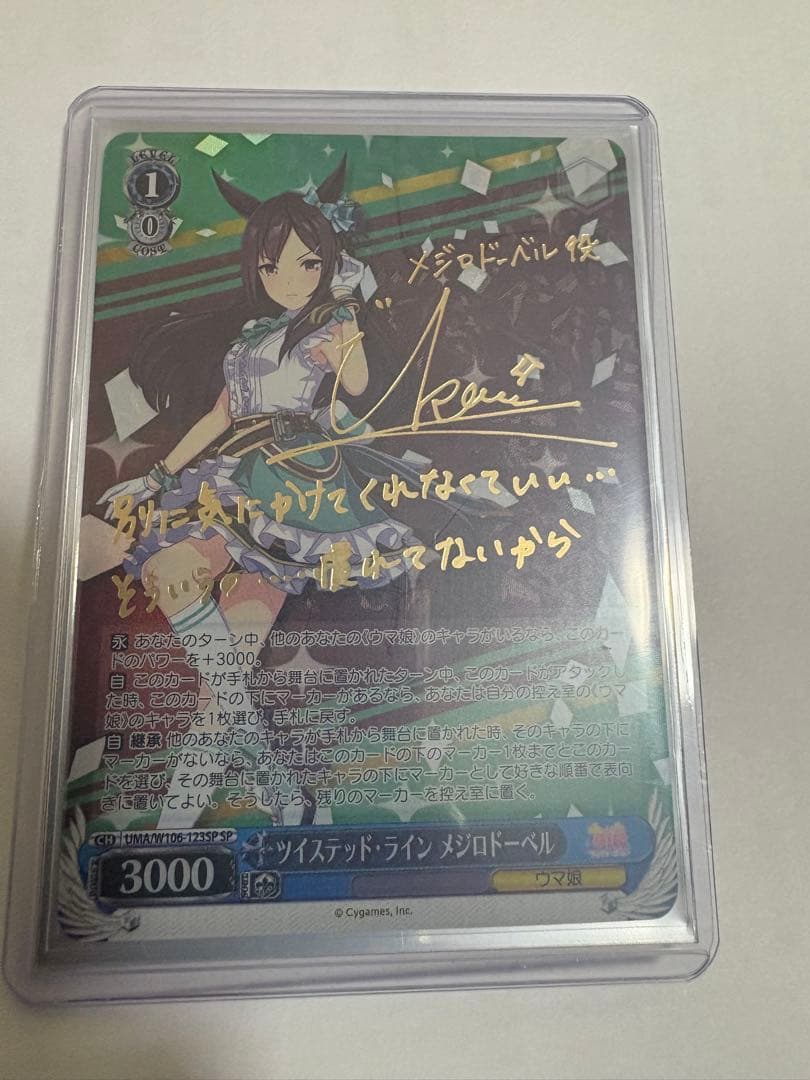 LEVEL
1
0
COST
メジロドーベル役
別に気にかけてくれなくていい…
そういうの……慣れてないから
永 あなたのターン中、他のあなたの《ウマ娘》のキャラがいるなら、このカー
ドのパワーを+3000。
自 このカードが手札から舞台に置かれたターン中、このカードがアタックし
た時、このカードの下にマーカーがあるなら、あなたは自分の控え室の《ウマ
娘》のキャラを1枚選び、手札に戻す。
自 継承 他のあなたのキャラが手札から舞台に置かれた時、そのキャラの下に
マーカーがないなら、あなたはこのカードの下のマーカー1枚までとこのカー
ドを選び、その舞台に置かれたキャラの下にマーカーとして好きな順番で表向
きに置いてよい。そうしたら、残りのマーカーを控え室に置く。
CH UMA/W106-123SP SP
ツイステッド・ライン メジロドーベル
POWER 3000 SOUL
ウマ娘
© Cygames, Inc.